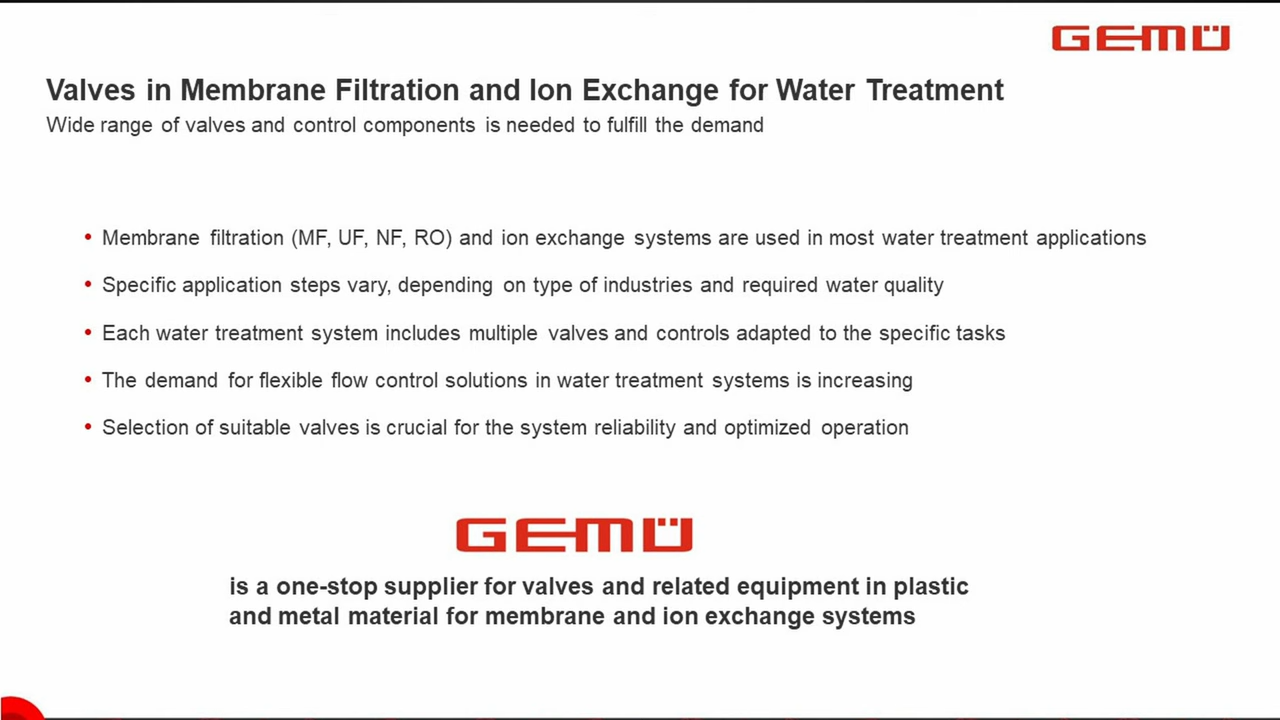 GEMÜ
Valves in Membrane Filtration and Ion Exchange for Water Treatment
Wide range of valves and control components is needed to fulfill the demand
• Membrane filtration (MF, UF, NF, RO) and ion exchange systems are used in most water treatment applications
• Specific application steps vary, depending on type of industries and required water quality
• Each water treatment system includes multiple valves and controls adapted to the specific tasks
• The demand for flexible flow control solutions in water treatment systems is increasing
• Selection of suitable valves is crucial for the system reliability and optimized operation
GEMÜ
is a one-stop supplier for valves and related equipment in plastic
and metal material for membrane and ion exchange systems